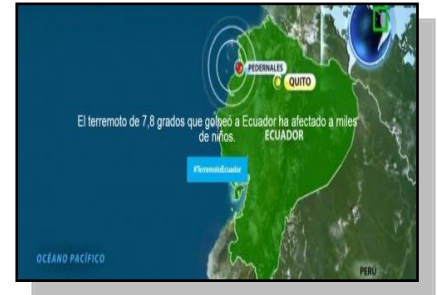 PEDERNALES
QUITO
El terremoto de 7,8 grados que golpeó a Ecuador ha afectado a miles
de niños.
ECUADOR
#TerremotoEcuador
OCÉANO PACÍFICO
PERÚ